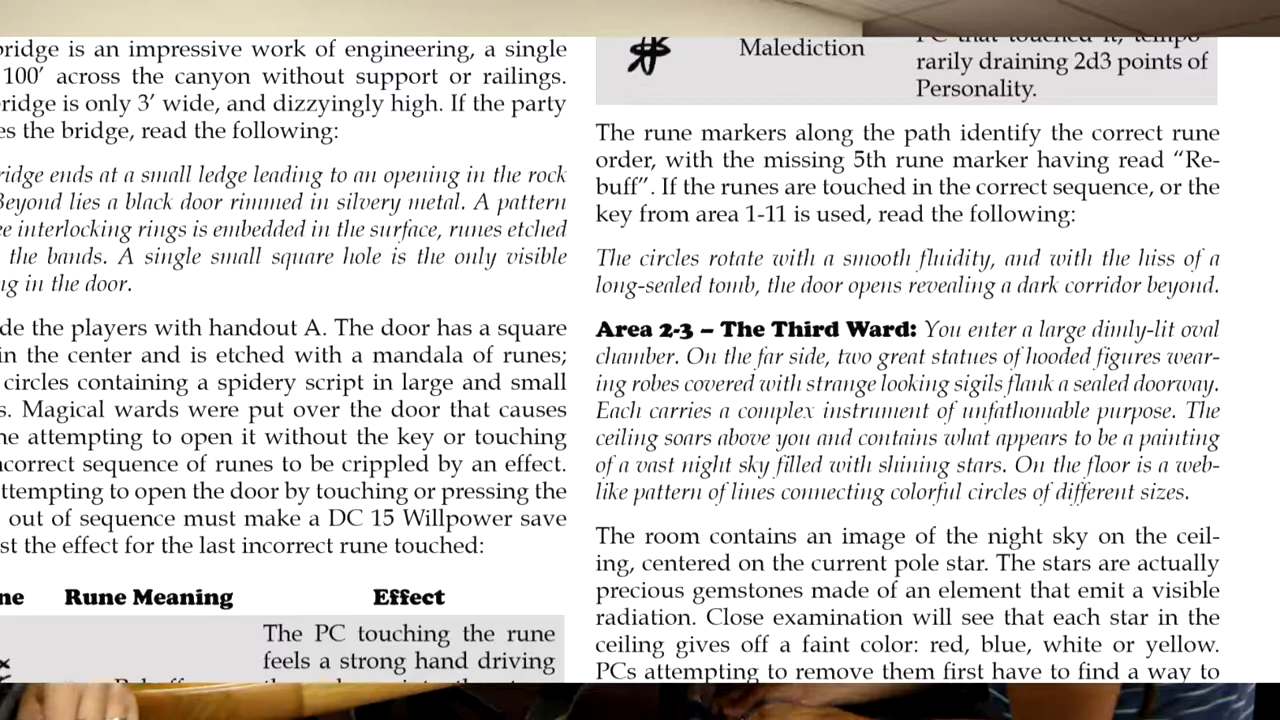 bridge is an impressive work of engineering, a single
100′ across the canyon without support or railings.
ridge is only 3′ wide, and dizzyingly high. If the party
es the bridge, read the following:
ridge ends at a small ledge leading to an opening in the rock
Beyond lies a black door rimmed in silvery metal. A pattern
ee interlocking rings is embedded in the surface, runes etched
the bands. A single small square hole is the only visible
ng in the door.
de the players with handout A. The door has a square
in the center and is etched with a mandala of runes;
circles containing a spidery script in large and small
s. Magical wards were put over the door that causes
ne attempting to open it without the key or touching
ncorrect sequence of runes to be crippled by an effect.
ttempting to open the door by touching or pressing the
out of sequence must make a DC 15 Willpower save
st the effect for the last incorrect rune touched:
ne Rune Meaning Effect
The PC touching the rune
feels a strong hand driving
Malediction
PC that touched it, tempo-
rarily draining 2d3 points of
Personality.
The rune markers along the path identify the correct rune
order, with the missing 5th rune marker having read “Re-
buff”. If the runes are touched in the correct sequence, or the
key from area 1-11 is used, read the following:
The circles rotate with a smooth fluidity, and with the hiss of a
long-sealed tomb, the door opens revealing a dark corridor beyond.
Area 2-3 – The Third Ward: You enter a large dimly-lit oval
chamber. On the far side, two great statues of hooded figures wear-
ing robes covered with strange looking sigils flank a sealed doorway.
Each carries a complex instrument of unfathomable purpose. The
ceiling soars above you and contains what appears to be a painting
of a vast night sky filled with shining stars. On the floor is a web-
like pattern of lines connecting colorful circles of different sizes.
The room contains an image of the night sky on the ceil-
ing, centered on the current pole star. The stars are actually
precious gemstones made of an element that emit a visible
radiation. Close examination will see that each star in the
ceiling gives off a faint color: red, blue, white or yellow.
PCs attempting to remove them first have to find a way to